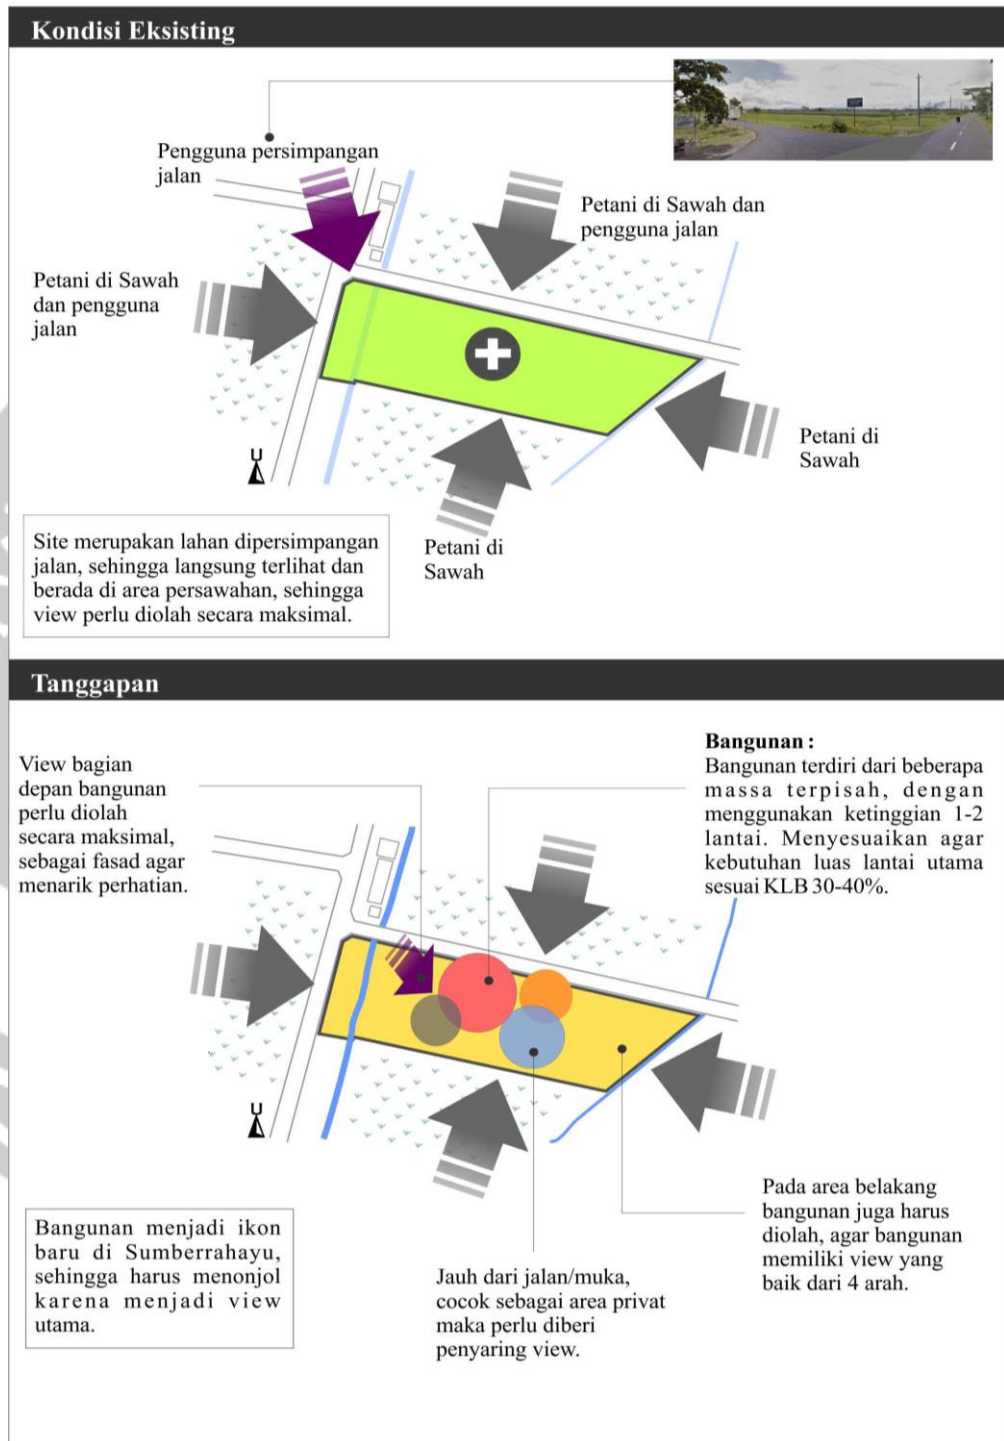 Kondisi Eksisting
Pengguna persimpangan
jalan
Petani di Sawah dan
pengguna jalan
Petani di Sawah
dan pengguna
jalan
Petani di
Sawah
U
Petani di
Sawah
Site merupakan lahan dipersimpangan
jalan, sehingga langsung terlihat dan
berada di area persawahan, sehingga
view perlu diolah secara maksimal.
Tanggapan
View bagian
depan bangunan
perlu diolah
secara maksimal,
sebagai fasad agar
menarik perhatian.
Bangunan :
Bangunan terdiri dari beberapa
massa terpisah, dengan
menggunakan ketinggian 1-2
lantai. Menyesuaikan agar
kebutuhan luas lantai utama
sesuai KLB 30-40%.
U
Bangunan menjadi ikon
baru di Sumberrahayu,
sehingga harus menonjol
karena menjadi view
utama.
Jauh dari jalan/muka,
cocok sebagai area privat
maka perlu diberi
penyaring view.
Pada area belakang
bangunan juga harus
diolah, agar bangunan
memiliki view yang
baik dari 4 arah.